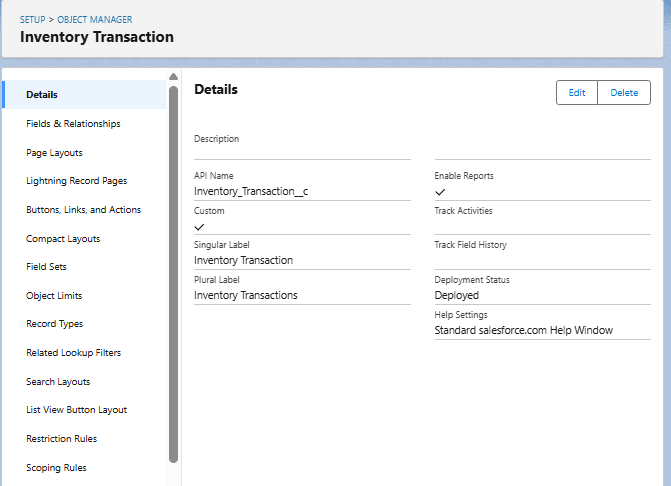 SETUP > OBJECT MANAGER
Inventory Transaction
Details
Fields & Relationships
Page Layouts
Lightning Record Pages
Buttons, Links, and Actions
Compact Layouts
Field Sets
Object Limits
Record Types
Related Lookup Filters
Search Layouts
List View Button Layout
Restriction Rules
Scoping Rules
Details
Edit
Delete
Description
API Name
Inventory_Transaction__c
Custom
Singular Label
Inventory Transaction
Plural Label
Inventory Transactions
Enable Reports
Track Activities
Track Field History
Deployment Status
Deployed
Help Settings
Standard salesforce.com Help Window